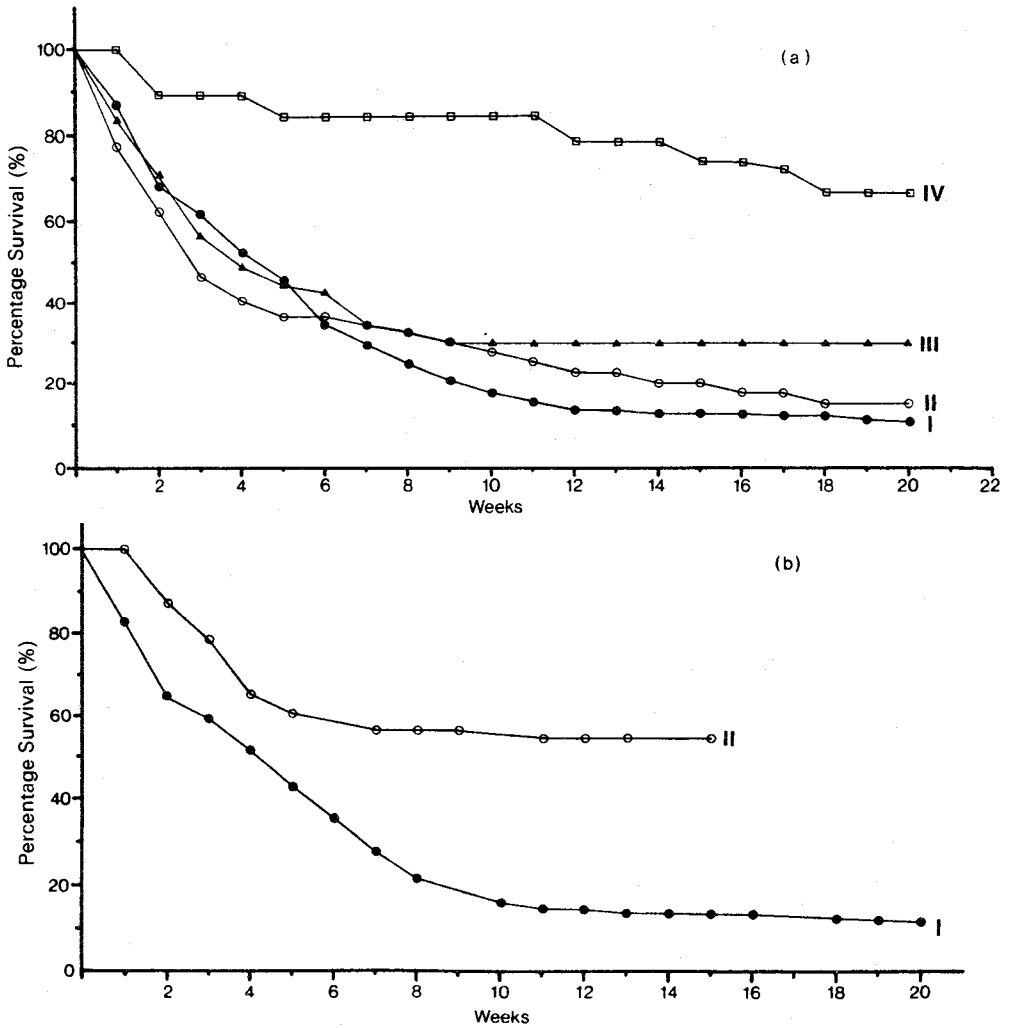 (a)
Percentage Survival (%)
100
80
60
40
20
0
IV
III
II
I
2 4 6 8 10 12 14 16 18 20 22
Weeks
(b)
Percentage Survival (%)
100
80
60
40
20
0
II
I
2 4 6 8 10 12 14 16 18 20
Weeks